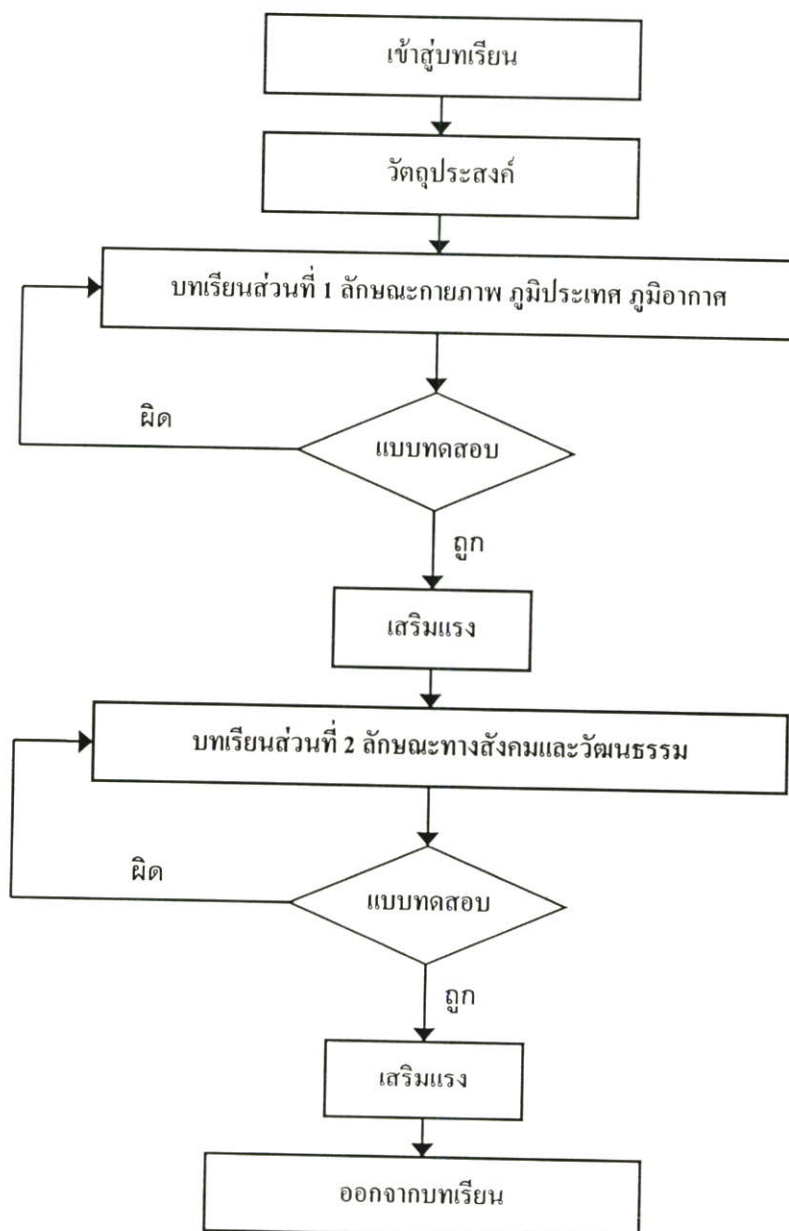 เข้าสู่บทเรียน
วัตถุประสงค์
บทเรียนส่วนที่ 1 ลักษณะกายภาพ ภูมิประเทศ ภูมิอากาศ
ผิด
แบบทดสอบ
ถูก
เสริมแรง
บทเรียนส่วนที่ 2 ลักษณะทางสังคมและวัฒนธรรม
ผิด
แบบทดสอบ
ถูก
เสริมแรง
ออกจากบทเรียน